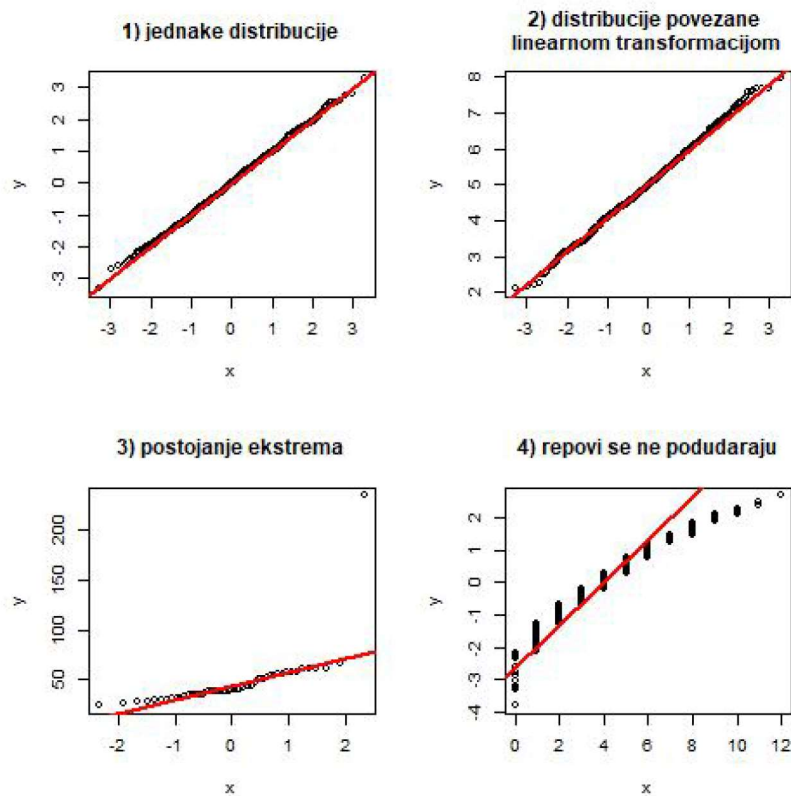 1) jednake distribucije
3
2
1
0
-1
-2
-3
y
-3 -2 -1 0 1 2 3
x
2) distribucije povezane
linearnom transformacijom
8
7
6
5
4
3
2
y
-3 -2 -1 0 1 2 3
x
3) postojanje ekstrema
200
150
100
50
y
-2 -1 0 1 2
x
4) repovi se ne podudaraju
2
1
0
-1
-2
-3
-4
y
0 2 4 6 8 10 12
x